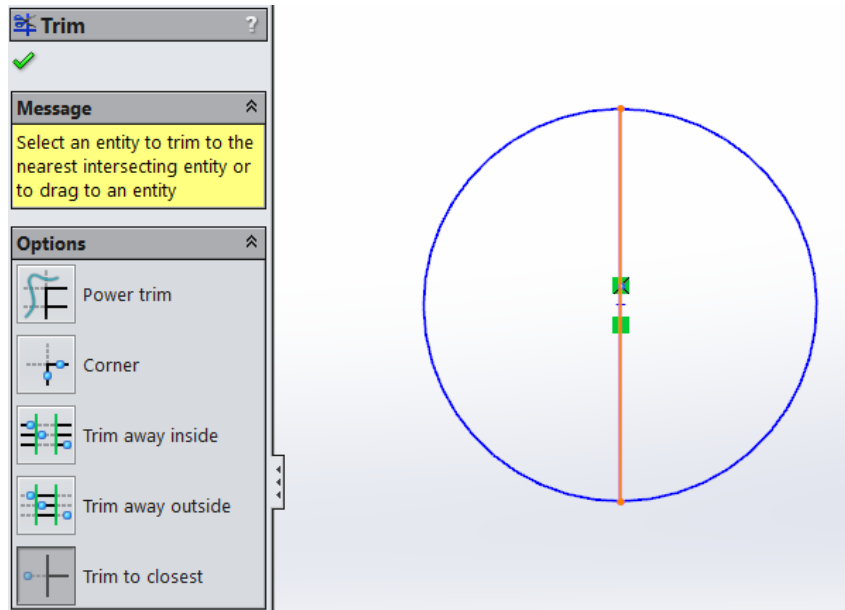 Trim ?
Message
Select an entity to trim to the
nearest intersecting entity or
to drag to an entity
Options
Power trim
Corner
Trim away inside
Trim away outside
Trim to closest